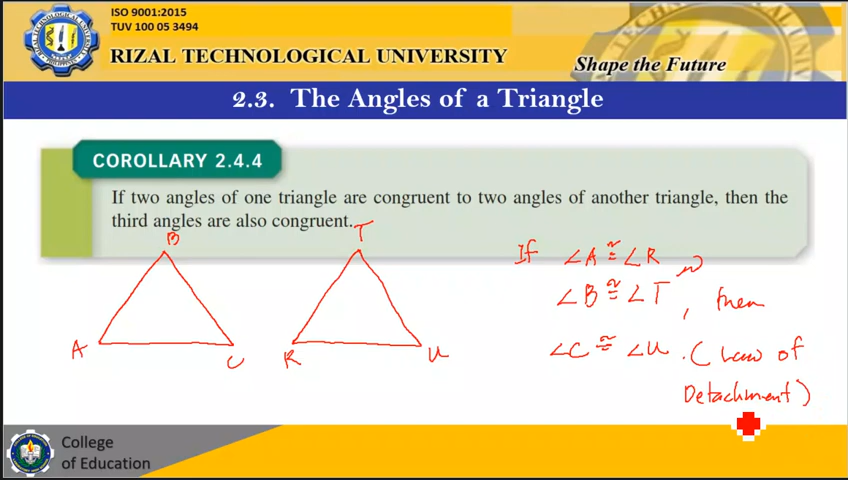 ISO 9001:2015
TUV 100 05 3494
RIZAL TECHNOLOGICAL UNIVERSITY
Shape the Future
2.3. The Angles of a Triangle
COROLLARY 2.4.4
If two angles of one triangle are congruent to two angles of another triangle, then the
third angles are also congruent.
B
T
A
C
R
U
If ∠A ≅ ∠R
∠B ≅ ∠T, then
∠C ≅ ∠U. (Law of
Detachment)
College
of Education